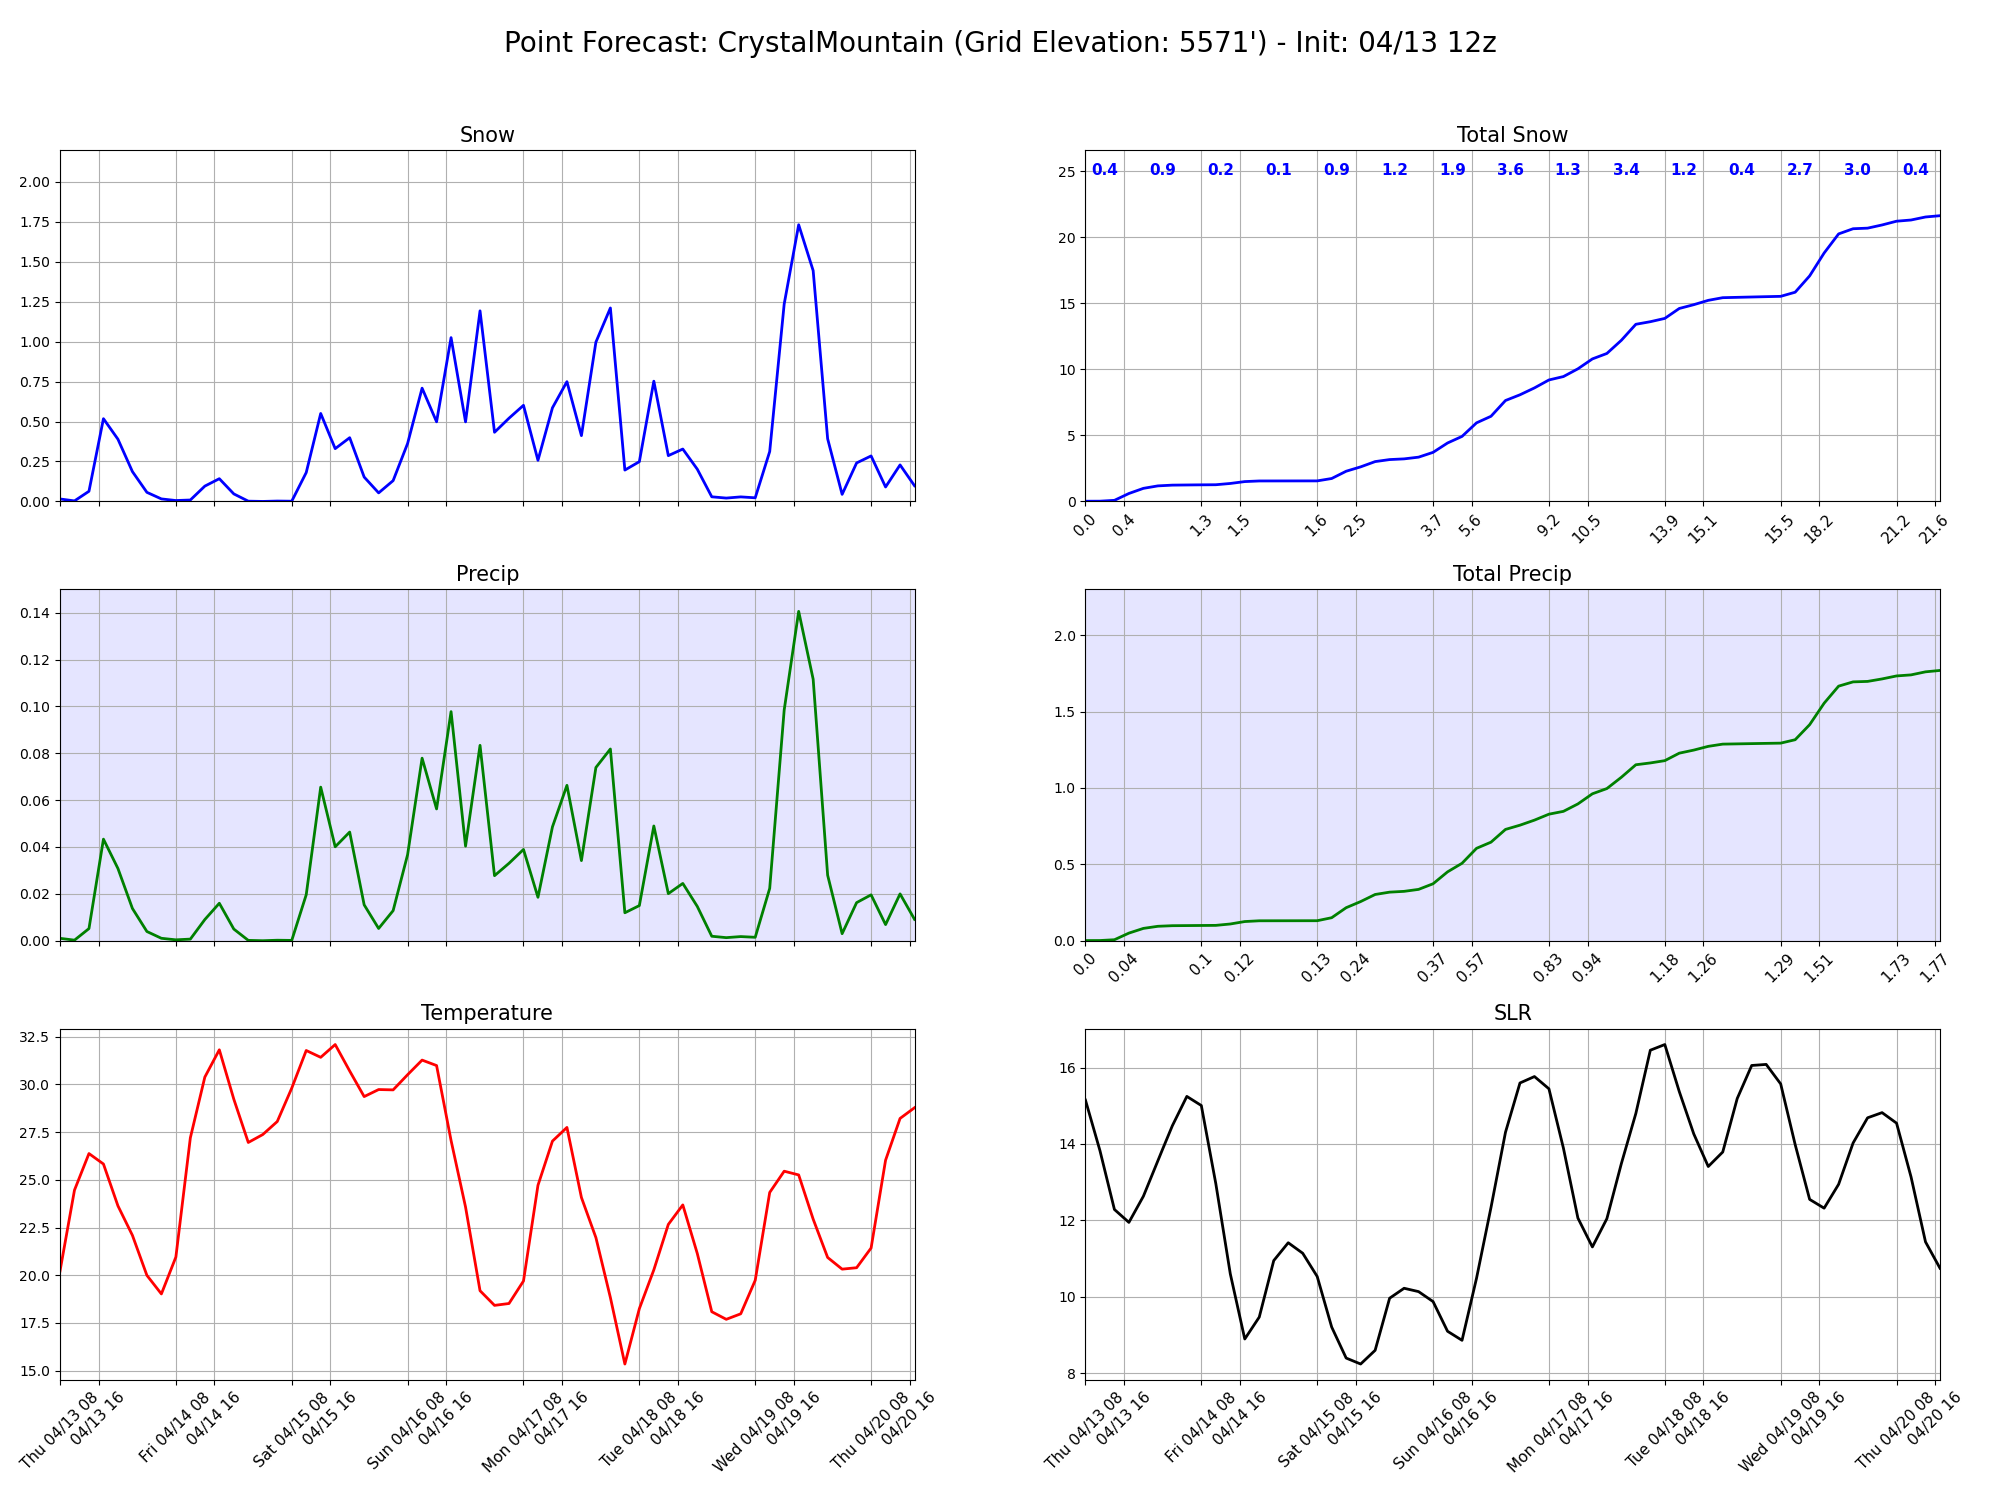 Point Forecast: CrystalMountain (Grid Elevation: 5571') - Init: 04/13 12z
Snow
2.00
1.75
1.50
1.25
1.00
0.75
0.50
0.25
0.00
Total Snow
0.4 0.9 0.2 0.1 0.9 1.2 1.9 3.6 1.3 3.4 1.2 0.4 2.7 3.0 0.4
25
20
15
10
5
0
0.0 0.4 1.3 1.5 1.6 2.5 3.7 5.6 9.2 10.5 13.9 15.1 15.5 18.2 21.2 21.6
Precip
0.14
0.12
0.10
0.08
0.06
0.04
0.02
0.00
Total Precip
2.0
1.5
1.0
0.5
0.0
0.0 0.04 0.1 0.12 0.13 0.24 0.37 0.57 0.83 0.94 1.18 1.26 1.29 1.51 1.73 1.77
Temperature
32.5
30.0
27.5
25.0
22.5
20.0
17.5
15.0
Thu 04/13 08
04/13 16
Fri 04/14 08
04/14 16
Sat 04/15 08
04/15 16
Sun 04/16 08
04/16 16
Mon 04/17 08
04/17 16
Tue 04/18 08
04/18 16
Wed 04/19 08
04/19 16
Thu 04/20 08
04/20 16
SLR
16
14
12
10
8
Thu 04/13 08
04/13 16
Fri 04/14 08
04/14 16
Sat 04/15 08
04/15 16
Sun 04/16 08
04/16 16
Mon 04/17 08
04/17 16
Tue 04/18 08
04/18 16
Wed 04/19 08
04/19 16
Thu 04/20 08
04/20 16